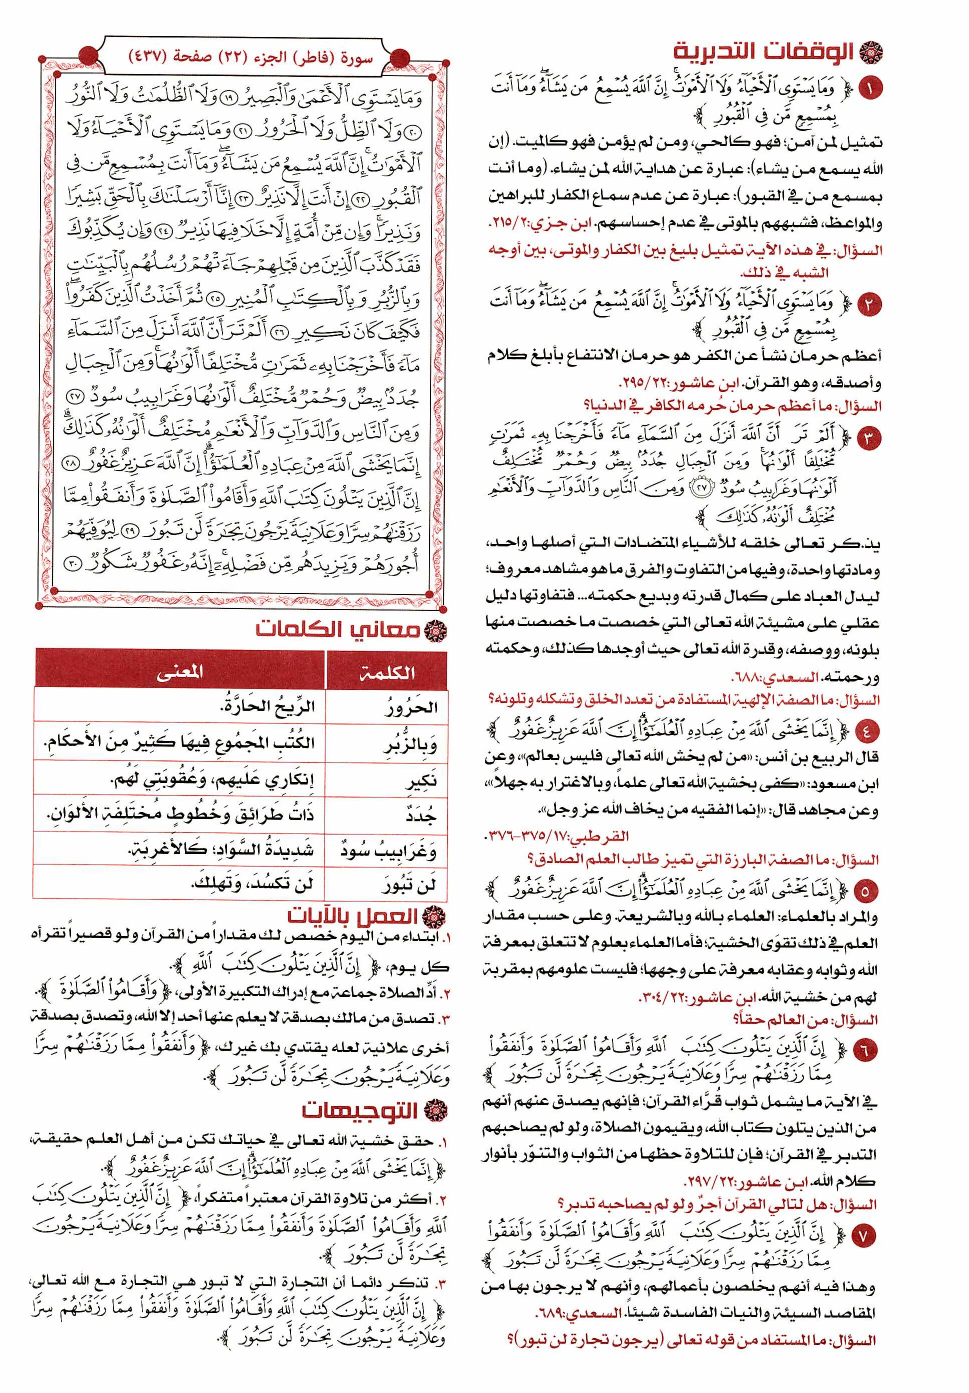 الوقفات التدبرية
١ ﴿ وَمَا يَسْتَوِي الْأَحْيَاءُ وَلَا الْأَمْوَاتُ إِنَّ اللَّهَ يُسْمِعُ مَن يَشَاءُ وَمَا أَنتَ
بِمُسْمِعٍ مَّن فِي الْقُبُورِ ﴾
تمثيل لمن آمن؛ فهو كالحي، ومن لم يؤمن فهو كالميت. (إن
الله يسمع من يشاء): عبارة عن هداية الله لمن يشاء. (وما أنت
بمسمع من في القبور): عبارة عن عدم سماع الكفار للبراهين
والمواعظ، فشبههم بالموتى في عدم إحساسهم. ابن جزي:٢١٥/٢.
السؤال: في هذه الآية تمثيل بليغ بين الكفار والموتى، بين أوجه
الشبه في ذلك.
٢ ﴿ وَمَا يَسْتَوِي الْأَحْيَاءُ وَلَا الْأَمْوَاتُ إِنَّ اللَّهَ يُسْمِعُ مَن يَشَاءُ وَمَا أَنتَ
بِمُسْمِعٍ مَّن فِي الْقُبُورِ ﴾
أعظم حرمان نشأ عن الكفر هو حرمان الانتفاع بأبلغ كلام
وأصدقه، وهو القرآن. ابن عاشور:٢٩٥/٢٢.
السؤال: ما أعظم حرمان حُرمه الكافر في الدنيا؟
٣ ﴿ أَلَمْ تَرَ أَنَّ اللَّهَ أَنزَلَ مِنَ السَّمَاءِ مَاءً فَأَخْرَجْنَا بِهِ ثَمَرَاتٍ
مُّخْتَلِفًا أَلْوَانُهَا وَمِنَ الْجِبَالِ جُدَدٌ بِيضٌ وَحُمْرٌ مُّخْتَلِفٌ
أَلْوَانُهَا وَغَرَابِيبُ سُودٌ (٢٧) وَمِنَ النَّاسِ وَالدَّوَابِّ وَالْأَنْعَامِ
مُخْتَلِفٌ أَلْوَانُهُ كَذَٰلِكَ ﴾
يذكر تعالى خلقه للأشياء المتضادات التي أصلها واحد،
ومادتها واحدة، وفيها من التفاوت والفرق ما هو مشاهد معروف؛
ليدل العباد على كمال قدرته وبديع حكمته... فتفاوتها دليل
عقلي على مشيئة الله تعالى التي خصصت ما خصصت منها
بلونه، ووصفه، وقدرة الله تعالى حيث أوجدها كذلك، وحكمته
ورحمته. السعدي:٦٨٨.
السؤال: ما الصفة الإلهية المستفادة من تعدد الخلق وتشكله وتلونه؟
٤ ﴿ إِنَّمَا يَخْشَى اللَّهَ مِنْ عِبَادِهِ الْعُلَمَاءُ إِنَّ اللَّهَ عَزِيزٌ غَفُورٌ ﴾
قال الربيع بن أنس: «من لم يخش الله تعالى فليس بعالم»، وعن
ابن مسعود: «كفى بخشية الله تعالى علماً، وبالاغترار به جهلاً»،
وعن مجاهد قال: «إنما الفقيه من يخاف الله عز وجل».
القرطبي:٣٧٥/١٧-٣٧٦.
السؤال: ما الصفة البارزة التي تميز طالب العلم الصادق؟
٥ ﴿ إِنَّمَا يَخْشَى اللَّهَ مِنْ عِبَادِهِ الْعُلَمَاءُ إِنَّ اللَّهَ عَزِيزٌ غَفُورٌ ﴾
والمراد بالعلماء: العلماء بالله وبالشريعة. وعلى حسب مقدار
العلم في ذلك تقوَى الخشية؛ فأما العلماء بعلوم لا تتعلق بمعرفة
الله وثوابه وعقابه معرفة على وجهها؛ فليست علومهم بمقربة
لهم من خشية الله. ابن عاشور:٣٠٤/٢٢.
السؤال: من العالم حقاً؟
٦ ﴿ إِنَّ الَّذِينَ يَتْلُونَ كِتَابَ اللَّهِ وَأَقَامُوا الصَّلَاةَ وَأَنفَقُوا
مِمَّا رَزَقْنَاهُمْ سِرًّا وَعَلَانِيَةً يَرْجُونَ تِجَارَةً لَّن تَبُورَ ﴾
في الآية ما يشمل ثواب قُراء القرآن؛ فإنهم يصدق عنهم أنهم
من الذين يتلون كتاب الله، ويقيمون الصلاة، ولو لم يصاحبهم
التدبر في القرآن؛ فإن للتلاوة حظها من الثواب والتنوّر بأنوار
كلام الله. ابن عاشور:٢٩٧/٢٢.
السؤال: هل لتالي القرآن أجرٌ ولو لم يصاحبه تدبر؟
٧ ﴿ إِنَّ الَّذِينَ يَتْلُونَ كِتَابَ اللَّهِ وَأَقَامُوا الصَّلَاةَ وَأَنفَقُوا
مِمَّا رَزَقْنَاهُمْ سِرًّا وَعَلَانِيَةً يَرْجُونَ تِجَارَةً لَّن تَبُورَ ﴾
وهذا فيه أنهم يخلصون بأعمالهم، وأنهم لا يرجون بها من
المقاصد السيئة والنيات الفاسدة شيئاً. السعدي:٦٨٩.
السؤال: ما المستفاد من قوله تعالى (يرجون تجارة لن تبور)؟
سورة (فاطر) الجزء (٢٢) صفحة (٤٣٧)
وَمَا يَسْتَوِي الْأَعْمَىٰ وَالْبَصِيرُ ١٩ وَلَا الظُّلُمَاتُ وَلَا النُّورُ
٢٠ وَلَا الظِّلُّ وَلَا الْحَرُورُ ٢١ وَمَا يَسْتَوِي الْأَحْيَاءُ وَلَا
الْأَمْوَاتُ إِنَّ اللَّهَ يُسْمِعُ مَن يَشَاءُ وَمَا أَنتَ بِمُسْمِعٍ مَّن فِي
الْقُبُورِ ٢٢ إِنْ أَنتَ إِلَّا نَذِيرٌ ٢٣ إِنَّا أَرْسَلْنَاكَ بِالْحَقِّ بَشِيرًا
وَنَذِيرًا وَإِن مِّنْ أُمَّةٍ إِلَّا خَلَا فِيهَا نَذِيرٌ ٢٤ وَإِن يُكَذِّبُوكَ
فَقَدْ كَذَّبَ الَّذِينَ مِن قَبْلِهِمْ جَاءَتْهُمْ رُسُلُهُم بِالْبَيِّنَاتِ
وَبِالزُّبُرِ وَبِالْكِتَابِ الْمُنِيرِ ٢٥ ثُمَّ أَخَذْتُ الَّذِينَ كَفَرُوا
فَكَيْفَ كَانَ نَكِيرِ ٢٦ أَلَمْ تَرَ أَنَّ اللَّهَ أَنزَلَ مِنَ السَّمَاءِ
مَاءً فَأَخْرَجْنَا بِهِ ثَمَرَاتٍ مُّخْتَلِفًا أَلْوَانُهَا وَمِنَ الْجِبَالِ
جُدَدٌ بِيضٌ وَحُمْرٌ مُّخْتَلِفٌ أَلْوَانُهَا وَغَرَابِيبُ سُودٌ ٢٧
وَمِنَ النَّاسِ وَالدَّوَابِّ وَالْأَنْعَامِ مُخْتَلِفٌ أَلْوَانُهُ كَذَٰلِكَ
إِنَّمَا يَخْشَى اللَّهَ مِنْ عِبَادِهِ الْعُلَمَاءُ إِنَّ اللَّهَ عَزِيزٌ غَفُورٌ ٢٨
إِنَّ الَّذِينَ يَتْلُونَ كِتَابَ اللَّهِ وَأَقَامُوا الصَّلَاةَ وَأَنفَقُوا مِمَّا
رَزَقْنَاهُمْ سِرًّا وَعَلَانِيَةً يَرْجُونَ تِجَارَةً لَّن تَبُورَ ٢٩ لِيُوَفِّيَهُمْ
أُجُورَهُمْ وَيَزِيدَهُم مِّن فَضْلِهِ إِنَّهُ غَفُورٌ شَكُورٌ ٣٠
معاني الكلمات
الكلمة المعنى
الحَرُورُ الرِّيحُ الحَارَّةُ.
وَبِالزُّبُرِ الكُتُبِ المَجمُوعِ فِيهَا كَثِيرٌ مِنَ الأَحكَامِ.
نَكِيرِ إِنكَارِي عَلَيهِم، وَعُقُوبَتِي لَهُم.
جُدَدٌ ذَاتُ طَرَائِقَ وَخُطُوطٍ مُختَلِفَةِ الأَلوَانِ.
وَغَرَابِيبُ سُودٌ شَدِيدَةُ السَّوَادِ؛ كَالأَغرِبَةِ.
لَن تَبُورَ لَن تَكسُدَ، وَتَهلِكَ.
العمل بالآيات
١. ابتداء من اليوم خصص لك مقداراً من القرآن ولو قصيراً تقرأه
كل يوم، ﴿ إِنَّ الَّذِينَ يَتْلُونَ كِتَابَ اللَّهِ ﴾.
٢. أدِّ الصلاة جماعة مع إدراك التكبيرة الأولى، ﴿ وَأَقَامُوا الصَّلَاةَ ﴾.
٣. تصدق من مالك بصدقة لا يعلم عنها أحد إلا الله، وتصدق بصدقة
أخرى علانية لعله يقتدي بك غيرك، ﴿ وَأَنفَقُوا مِمَّا رَزَقْنَاهُمْ سِرًّا
وَعَلَانِيَةً يَرْجُونَ تِجَارَةً لَّن تَبُورَ ﴾.
التوجيهات
١. حقق خشية الله تعالى في حياتك تكن من أهل العلم حقيقة،
﴿ إِنَّمَا يَخْشَى اللَّهَ مِنْ عِبَادِهِ الْعُلَمَاءُ إِنَّ اللَّهَ عَزِيزٌ غَفُورٌ ﴾.
٢. أكثر من تلاوة القرآن معتبراً متفكراً، ﴿ إِنَّ الَّذِينَ يَتْلُونَ كِتَابَ
اللَّهِ وَأَقَامُوا الصَّلَاةَ وَأَنفَقُوا مِمَّا رَزَقْنَاهُمْ سِرًّا وَعَلَانِيَةً يَرْجُونَ
تِجَارَةً لَّن تَبُورَ ﴾.
٣. تذكر دائما أن التجارة التي لا تبور هي التجارة مع الله تعالى،
﴿ إِنَّ الَّذِينَ يَتْلُونَ كِتَابَ اللَّهِ وَأَقَامُوا الصَّلَاةَ وَأَنفَقُوا مِمَّا رَزَقْنَاهُمْ سِرًّا
وَعَلَانِيَةً يَرْجُونَ تِجَارَةً لَّن تَبُورَ ﴾.